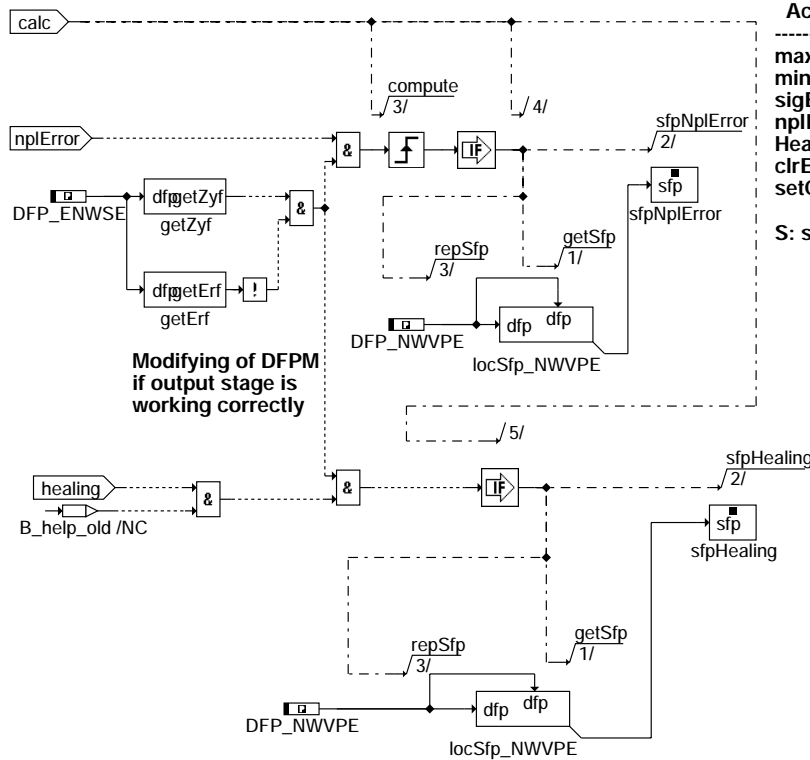 calc
Ac
------
max
min
compute
3/
4/
sigE
nplError
&
IF
sfpNplError
2/
Hea
clrE
DFP_ENWSE
dfp getZyf
getZyf
&
sfp
sfpNplError
set
S: s
dfp getErf
getErf
!
repSfp
3/
getSfp
1/
DFP_NWVPE
dfp dfp
locSfp_NWVPE
Modifying of DFPM
if output stage is
working correctly
5/
healing
&
&
IF
sfpHealing
2/
B_help_old /NC
sfp
sfpHealing
repSfp
3/
getSfp
1/
DFP_NWVPE
dfp dfp
locSfp_NWVPE